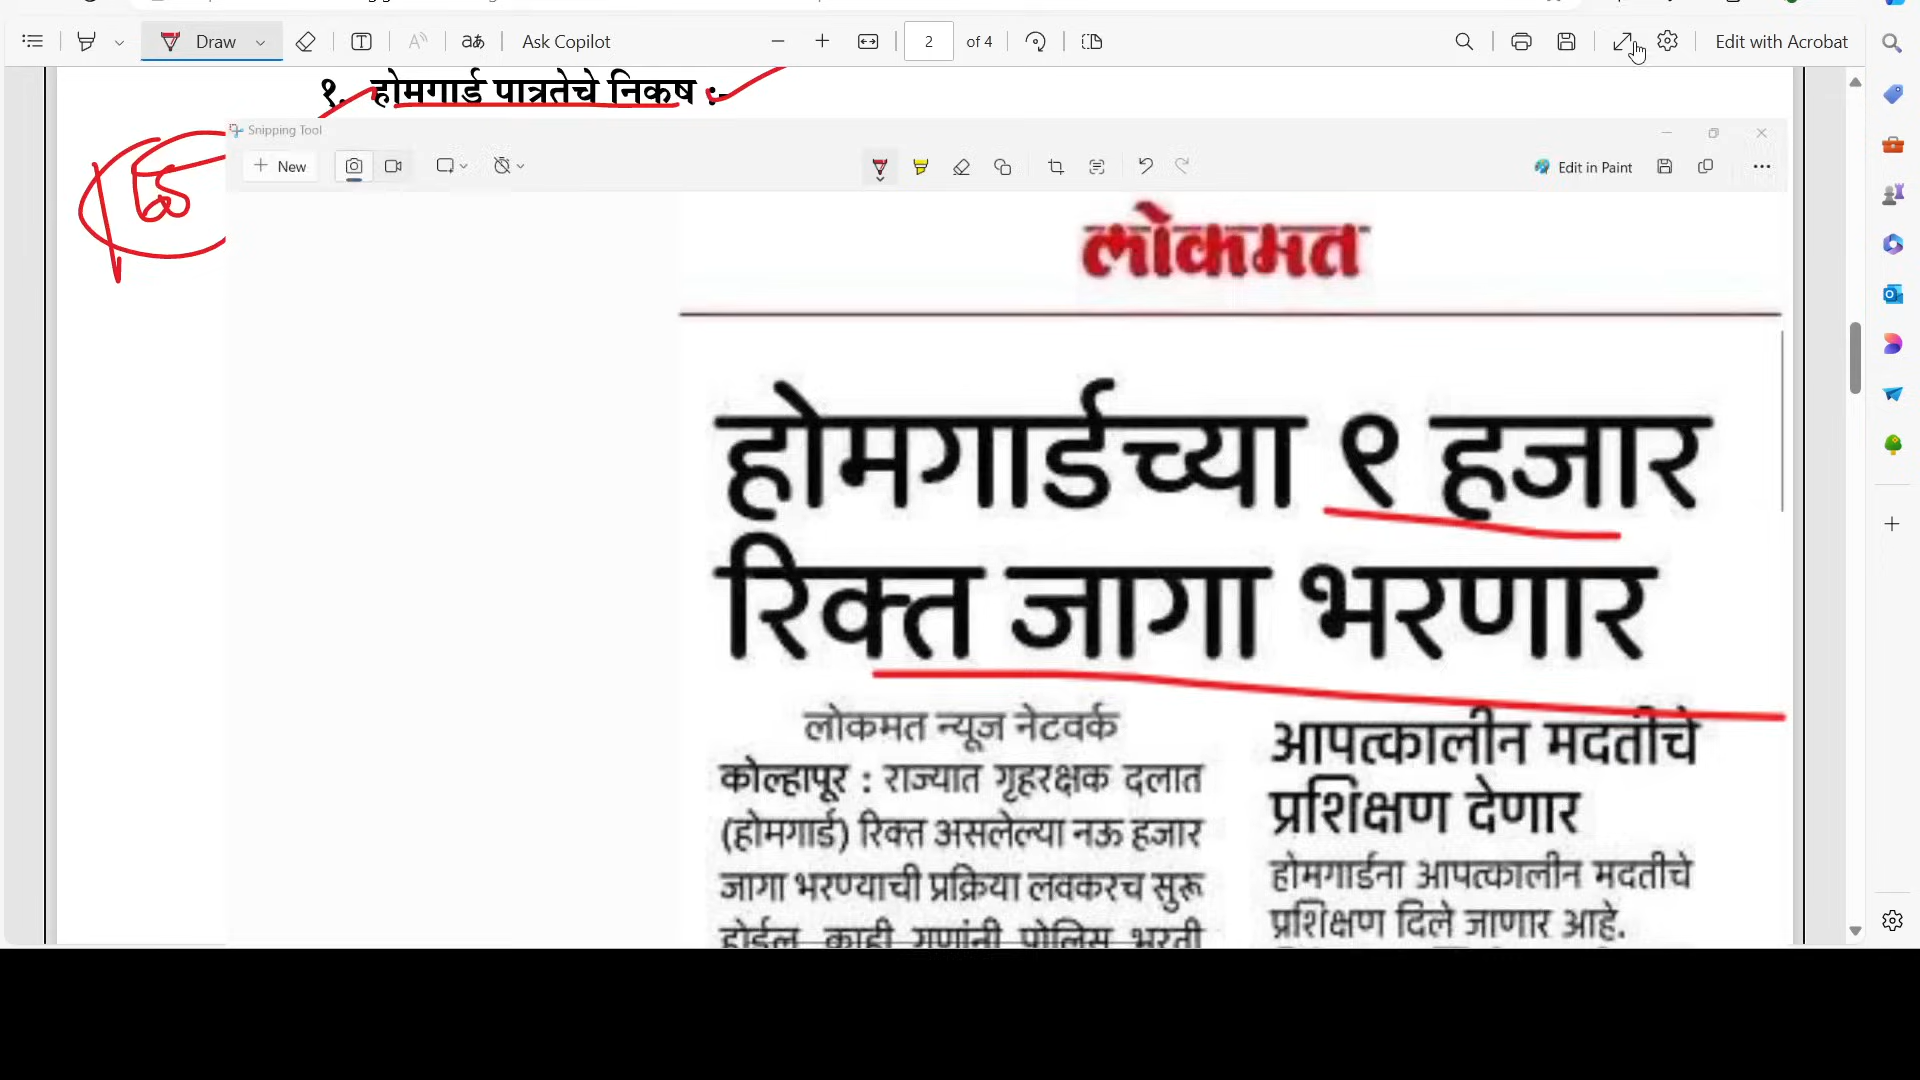 Draw
Ask Copilot
2 of 4
Edit with Acrobat
१. होमगार्ड पात्रतेचे निकष :-
Snipping Tool
New
Edit in Paint
लोकमत
होमगार्डच्या ९ हजार
रिक्त जागा भरणार
लोकमत न्यूज नेटवर्क
कोल्हापूर : राज्यात गृहरक्षक दलात
(होमगार्ड) रिक्त असलेल्या नऊ हजार
जागा भरण्याची प्रक्रिया लवकरच सुरू
होईल काही गुणांनी पोलिस भरती
आपत्कालीन मदतीचे
प्रशिक्षण देणार
होमगार्डना आपत्कालीन मदतीचे
प्रशिक्षण दिले जाणार आहे.